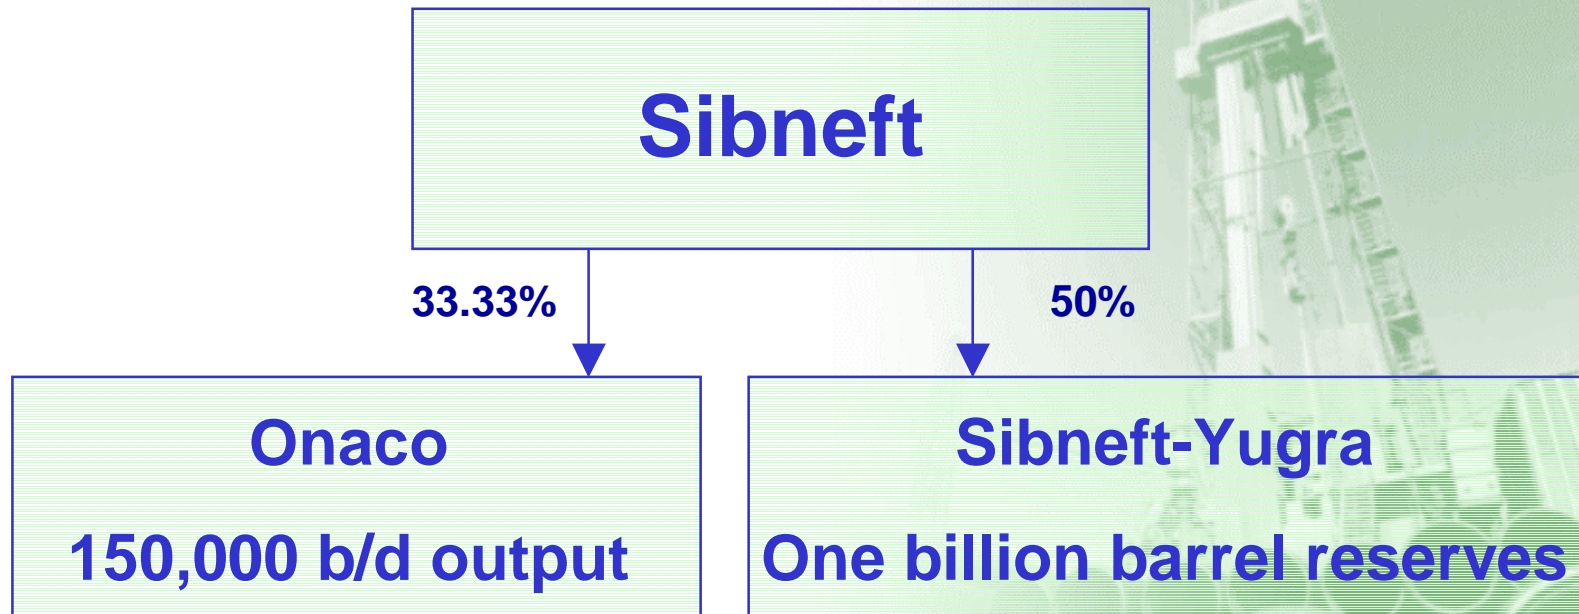 Sibneft
33.33%
50%
Onaco
150,000 b/d output
Sibneft-Yugra
One billion barrel reserves